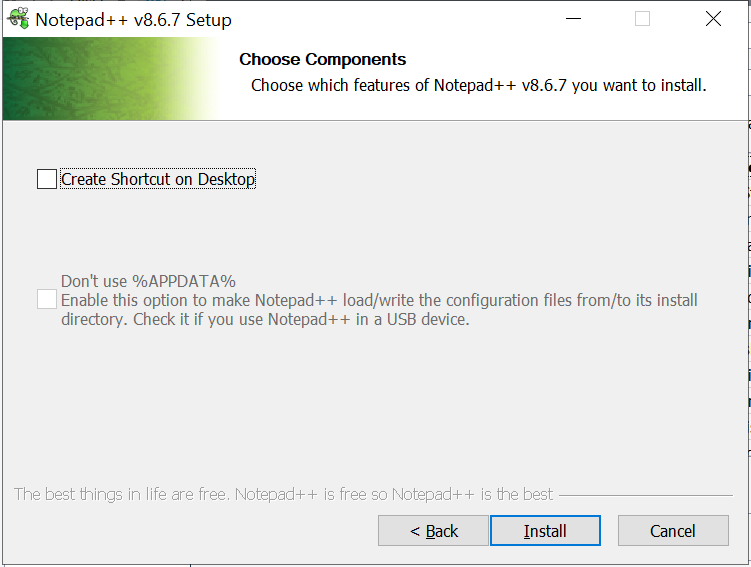 Notepad++ v8.6.7 Setup
Choose Components
Choose which features of Notepad++ v8.6.7 you want to install.
Create Shortcut on Desktop
Don't use %APPDATA%
Enable this option to make Notepad++ load/write the configuration files from/to its install
directory. Check it if you use Notepad++ in a USB device.
The best things in life are free. Notepad++ is free so Notepad++ is the best
< Back
Install
Cancel